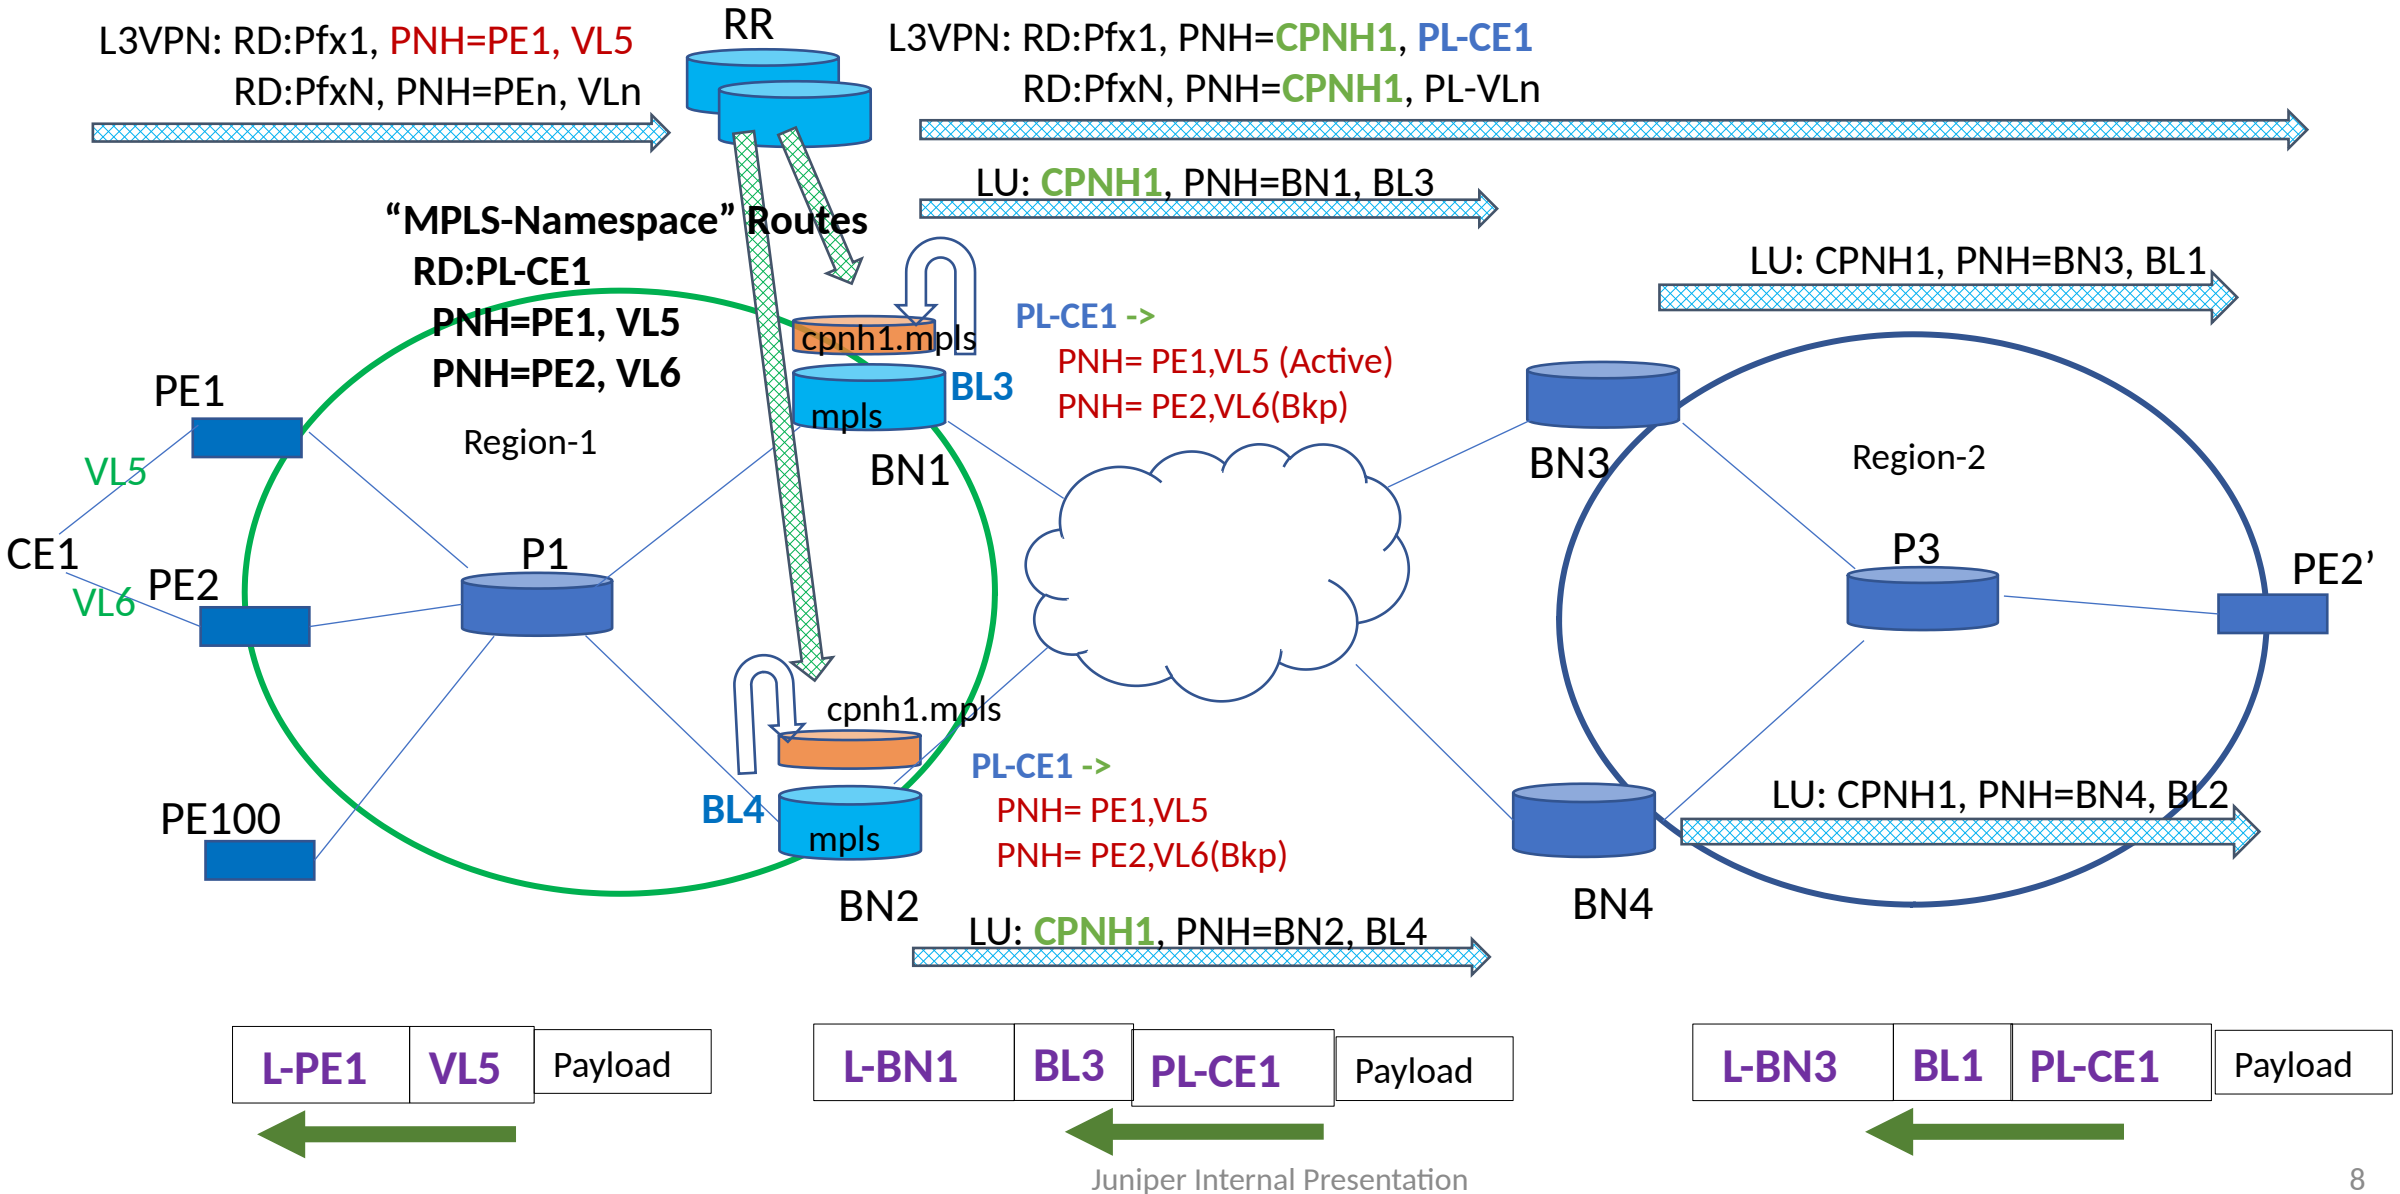 RR
L3VPN: RD:Pfx1, PNH=PE1, VL5
RD:PfxN, PNH=PEn, VLn
L3VPN: RD:Pfx1, PNH=CPNH1, PL-CE1
RD:PfxN, PNH=CPNH1, PL-VLn
LU: CPNH1, PNH=BN1, BL3
“MPLS-Namespace” Routes
RD:PL-CE1
PNH=PE1, VL5
PNH=PE2, VL6
LU: CPNH1, PNH=BN3, BL1
cpnh1.mpls
PL-CE1 ->
PNH= PE1,VL5 (Active)
PNH= PE2,VL6(Bkp)
BL3
mpls
BN1
PE1
Region-1
VL5
CE1
P1
PE2
VL6
BN3
Region-2
P3
PE2’
cpnh1.mpls
PL-CE1 ->
PNH= PE1,VL5
PNH= PE2,VL6(Bkp)
BL4
mpls
BN2
PE100
LU: CPNH1, PNH=BN4, BL2
BN4
LU: CPNH1, PNH=BN2, BL4
L-PE1 VL5 Payload
L-BN1 BL3 PL-CE1 Payload
L-BN3 BL1 PL-CE1 Payload
Juniper Internal Presentation
8